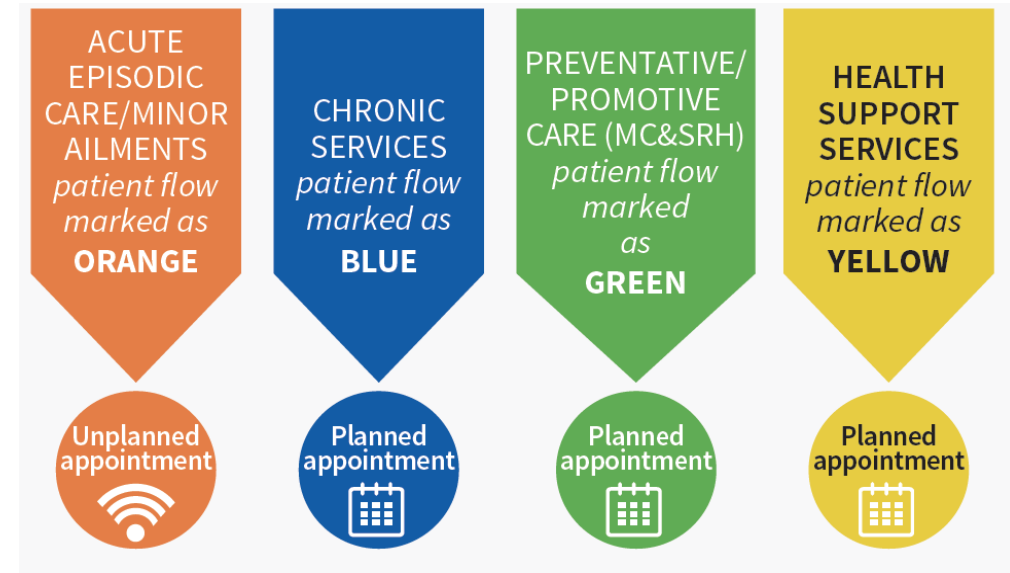 ACUTE
EPISODIC
CARE/MINOR
AILMENTS
patient flow
marked as
ORANGE
Unplanned
appointment
CHRONIC
SERVICES
patient flow
marked as
BLUE
Planned
appointment
PREVENTATIVE/
PROMOTIVE
CARE (MC&SRH)
patient flow
marked
as
GREEN
Planned
appointment
HEALTH
SUPPORT
SERVICES
patient flow
marked as
YELLOW
Planned
appointment